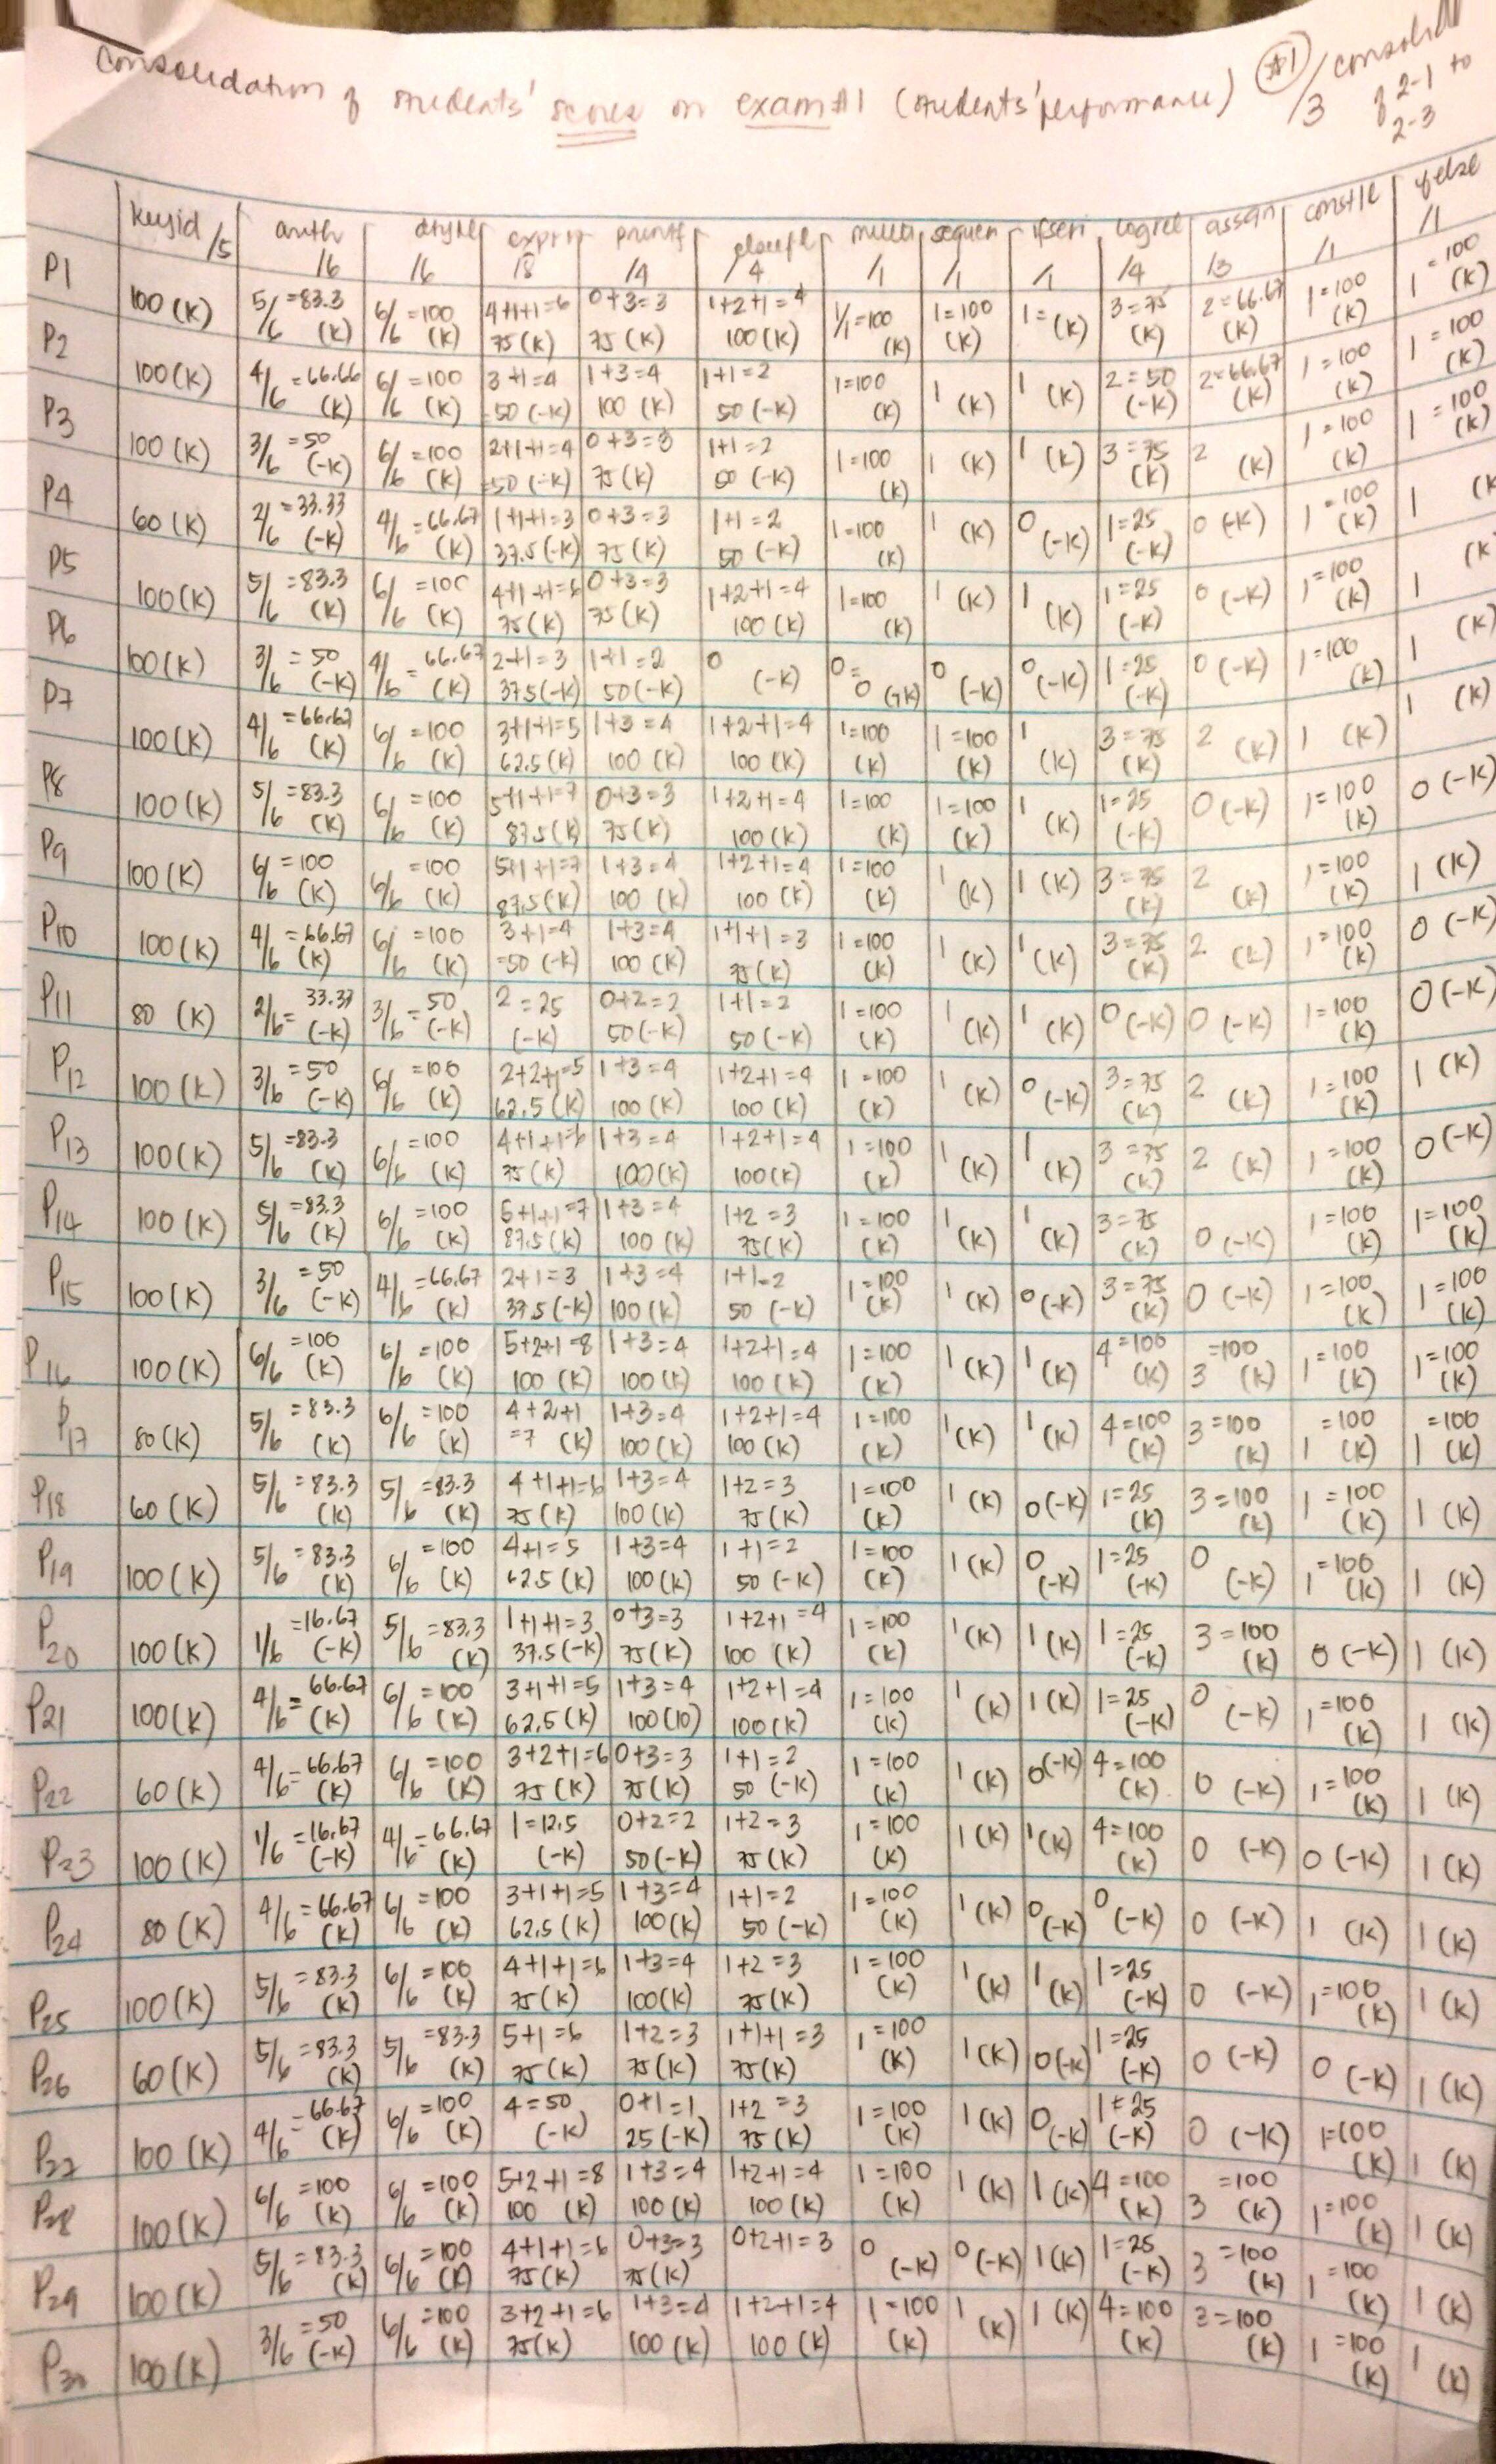 Consolidation of students' scores on exam #1 (students' performance) #1 / consolid
/3 of 2-1 to
2-3
keysid /5 arith /6 dtype /6 exprn /8 printf /4 elseif /4 multi /1 sequen /1 ifseri /1 logical /4 assgn /3 const /1 ifelse /1
P1 100 (K) 5/6 = 83.3 (K) 6/6 = 100 (K) 4+1+1=6 75 (K) 0+3=3 75 (K) 1+2+1=4 100 (K) 1/1=100 (K) 1=100 (K) 1= (K) 3=75 (K) 2=66.67 (K) 1=100 (K) 1=100 (K)
P2 100 (K) 4/6 = 66.66 (K) 6/6 = 100 (K) 3+1=4 50 (-K) 1+3=4 100 (K) 1+1=2 50 (-K) 1=100 (K) 1 (K) 1 (K) 2=50 (-K) 2=66.67 (K) 1=100 (K) 1=100 (K)
P3 100 (K) 3/6 = 50 (-K) 6/6 = 100 (K) 2+1+1=4 50 (-K) 0+3=3 75 (K) 1+1=2 50 (-K) 1=100 (K) 1 (K) 1 (K) 3=75 (K) 2 (K) 1=100 (K) 1=100 (K)
P4 60 (K) 2/6 = 33.33 (-K) 4/6 = 66.67 (K) 1+1+1=3 37.5 (-K) 0+3=3 75 (K) 1+1=2 50 (-K) 1=100 (K) 1 (K) 0 (-K) 1=25 (-K) 0 (-K) 1=100 (K) 1 (K
P5 100 (K) 5/6 = 83.3 (K) 6/6 = 100 (K) 4+1+1=6 75 (K) 0+3=3 75 (K) 1+2+1=4 100 (K) 1=100 (K) 1 (K) 1 (K) 1=25 (-K) 0 (-K) 1=100 (K) 1 (K
P6 100 (K) 3/6 = 50 (-K) 4/6 = 66.67 (K) 2+1=3 37.5 (-K) 1+1=2 50 (-K) 0 (-K) 0= 0 (-K) 0 (-K) 0 (-K) 1=25 (-K) 0 (-K) 1=100 (K) 1 (K)
P7 100 (K) 4/6 = 66.67 (K) 6/6 = 100 (K) 3+1+1=5 62.5 (K) 1+3=4 100 (K) 1+2+1=4 100 (K) 1=100 (K) 1=100 (K) 1 (K) 3=75 (K) 2 (K) 1 (K) 1 (K)
P8 100 (K) 5/6 = 83.3 (K) 6/6 = 100 (K) 5+1+1=7 87.5 (K) 0+3=3 75 (K) 1+2+1=4 100 (K) 1=100 (K) 1=100 (K) 1 (K) 1=25 (-K) 0 (-K) 1=100 (K) 0 (-K)
P9 100 (K) 6/6 = 100 (K) 6/6 = 100 (K) 5+1+1=7 87.5 (K) 1+3=4 100 (K) 1+2+1=4 100 (K) 1=100 (K) 1 (K) 1 (K) 3=75 (K) 2 (K) 1=100 (K) 1 (K)
P10 100 (K) 4/6 = 66.67 (K) 6/6 = 100 (K) 3+1=4 =50 (-K) 1+3=4 100 (K) 1+1+1=3 75 (K) 1=100 (K) 1 (K) 1 (K) 3=75 (K) 2 (K) 1=100 (K) 0 (-K)
P11 80 (K) 2/6 = 33.33 (-K) 3/6 = 50 (-K) 2=25 (-K) 0+2=2 50 (-K) 1+1=2 50 (-K) 1=100 (K) 1 (K) 1 (K) 0 (-K) 0 (-K) 1=100 (K) 0 (-K)
P12 100 (K) 3/6 = 50 (-K) 6/6 = 100 (K) 2+2+1=5 62.5 (K) 1+3=4 100 (K) 1+2+1=4 100 (K) 1=100 (K) 1 (K) 0 (-K) 3=75 (K) 2 (K) 1=100 (K) 1 (K)
P13 100 (K) 5/6 = 83.3 (K) 6/6 = 100 (K) 4+1+1=6 75 (K) 1+3=4 100 (K) 1+2+1=4 100 (K) 1=100 (K) 1 (K) 1 (K) 3=75 (K) 2 (K) 1=100 (K) 0 (-K)
P14 100 (K) 5/6 = 83.3 (K) 6/6 = 100 (K) 5+1+1=7 87.5 (K) 1+3=4 100 (K) 1+2=3 75 (K) 1=100 (K) 1 (K) 1 (K) 3=75 (K) 0 (-K) 1=100 (K) 1=100 (K)
P15 100 (K) 3/6 = 50 (-K) 4/6 = 66.67 (K) 2+1=3 37.5 (-K) 1+3=4 100 (K) 1+1=2 50 (-K) 1=100 (K) 1 (K) 0 (-K) 3=75 (K) 0 (-K) 1=100 (K) 1=100 (K)
P16 100 (K) 6/6 = 100 (K) 6/6 = 100 (K) 5+2+1=8 100 (K) 1+3=4 100 (K) 1+2+1=4 100 (K) 1=100 (K) 1 (K) 1 (K) 4=100 (K) 3 =100 (K) 1=100 (K) 1=100 (K)
P17 80 (K) 5/6 = 83.3 (K) 6/6 = 100 (K) 4+2+1 =7 (K) 1+3=4 100 (K) 1+2+1=4 100 (K) 1=100 (K) 1 (K) 1 (K) 4=100 (K) 3=100 (K) 1 =100 (K) 1 =100 (K)
P18 60 (K) 5/6 = 83.3 (K) 5/6 = 83.3 (K) 4+1+1=6 75 (K) 1+3=4 100 (K) 1+2=3 75 (K) 1=100 (K) 1 (K) 0 (-K) 1=25 (K) 3=100 (K) 1=100 (K) 1 (K)
P19 100 (K) 5/6 = 83.3 (K) 6/6 = 100 (K) 4+1=5 62.5 (K) 1+3=4 100 (K) 1+1=2 50 (-K) 1=100 (K) 1 (K) 0 (-K) 1=25 (-K) 0 (-K) 1=100 (K) 1 (K)
P20 100 (K) 1/6 = 16.67 (-K) 5/6 = 83.3 (K) 1+1+1=3 37.5 (-K) 0+3=3 75 (K) 1+2+1=4 100 (K) 1=100 (K) 1 (K) 1 (K) 1=25 (-K) 3=100 (K) 0 (-K) 1 (K)
P21 100 (K) 4/6 = 66.67 (K) 6/6 = 100 (K) 3+1+1=5 62.5 (K) 1+3=4 100 (10) 1+2+1=4 100 (K) 1=100 (K) 1 (K) 1 (K) 1=25 (-K) 0 (-K) 1=100 (K) 1 (K)
P22 60 (K) 4/6 = 66.67 (K) 6/6 = 100 (K) 3+2+1=6 75 (K) 0+3=3 75 (K) 1+1=2 50 (-K) 1=100 (K) 1 (K) 0 (-K) 4=100 (K) 0 (-K) 1=100 (K) 1 (K)
P23 100 (K) 1/6 = 16.67 (-K) 4/6 = 66.67 (K) 1=12.5 (-K) 0+2=2 50 (-K) 1+2=3 75 (K) 1=100 (K) 1 (K) 1 (K) 4=100 (K) 0 (-K) 0 (-K) 1 (K)
P24 80 (K) 4/6 = 66.67 (K) 6/6 = 100 (K) 3+1+1=5 62.5 (K) 1+3=4 100 (K) 1+1=2 50 (-K) 1=100 (K) 1 (K) 0 (-K) 0 (-K) 0 (-K) 1 (K) 1 (K)
P25 100 (K) 5/6 = 83.3 (K) 6/6 = 100 (K) 4+1+1=6 75 (K) 1+3=4 100 (K) 1+2=3 75 (K) 1=100 (K) 1 (K) 1 (K) 1=25 (-K) 0 (-K) 1=100 (K) 1 (K)
P26 60 (K) 5/6 = 83.3 (K) 5/6 = 83.3 (K) 5+1=6 75 (K) 1+2=3 75 (K) 1+1+1=3 75 (K) 1=100 (K) 1 (K) 0 (-K) 1=25 (-K) 0 (-K) 0 (-K) 1 (K)
P27 100 (K) 4/6 = 66.67 (K) 6/6 = 100 (K) 4=50 (-K) 0+1=1 25 (-K) 1+2=3 75 (K) 1=100 (K) 1 (K) 0 (-K) 1=25 (-K) 0 (-K) 1=100 (K) 1 (K)
P28 100 (K) 6/6 = 100 (K) 6/6 = 100 (K) 5+2+1=8 100 (K) 1+3=4 100 (K) 1+2+1=4 100 (K) 1=100 (K) 1 (K) 1 (K) 4=100 (K) 3 =100 (K) 1=100 (K) 1 (K)
P29 100 (K) 5/6 = 83.3 (K) 6/6 = 100 (K) 4+1+1=6 75 (K) 0+3=3 75 (K) 0+2+1=3 0 (-K) 0 (-K) 1 (K) 1=25 (-K) 3 =100 (K) 1=100 (K) 1 (K)
P30 100 (K) 3/6 = 50 (-K) 6/6 = 100 (K) 3+2+1=6 75 (K) 1+3=4 100 (K) 1+2+1=4 100 (K) 1=100 (K) 1 (K) 1 (K) 4=100 (K) 3=100 (K) 1=100 (K) 1 (K)